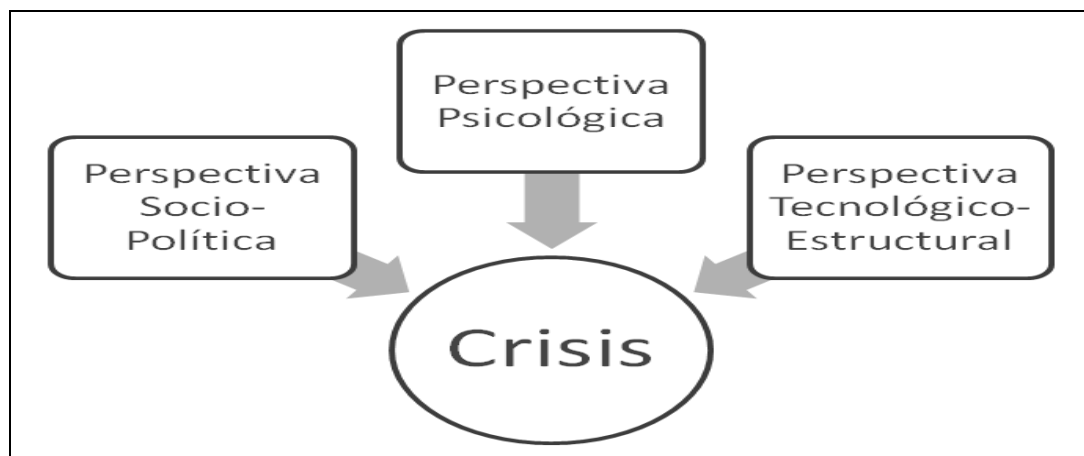 Perspectiva
Psicológica
Perspectiva
Socio-
Política
Perspectiva
Tecnológico-
Estructural
Crisis